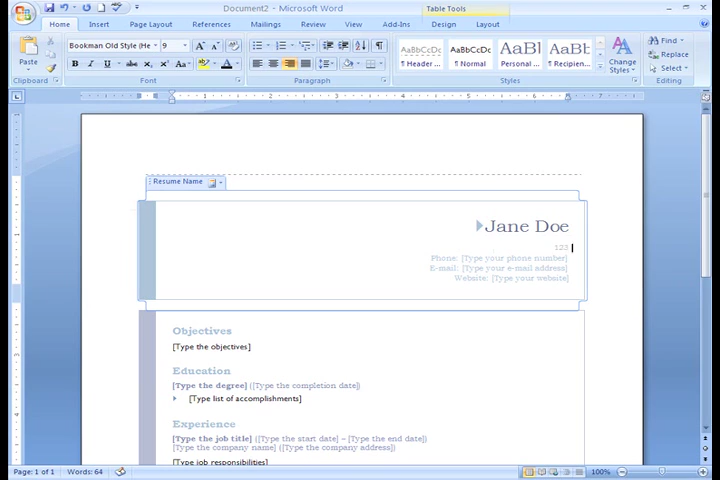 Document2 - Microsoft Word
Table Tools
Home Insert Page Layout References Mailings Review View Add-Ins Design Layout
Bookman Old Style (He 9
Paste
AaBbCcDc AaBbCcDc AaBbI AaBbC
¶ Header ... ¶ Normal Personal ... Recipien...
Change Styles
Find
Replace
Select
Clipboard Font Paragraph Styles Editing
Resume Name
Jane Doe
123
Phone: [Type your phone number]
E-mail: [Type your e-mail address]
Website: [Type your website]
Objectives
[Type the objectives]
Education
[Type the degree] ([Type the completion date])
[Type list of accomplishments]
Experience
[Type the job title] ([Type the start date] – [Type the end date])
[Type the company name] ([Type the company address])
[Type job responsibilities]
Page: 1 of 1 Words: 64 100%